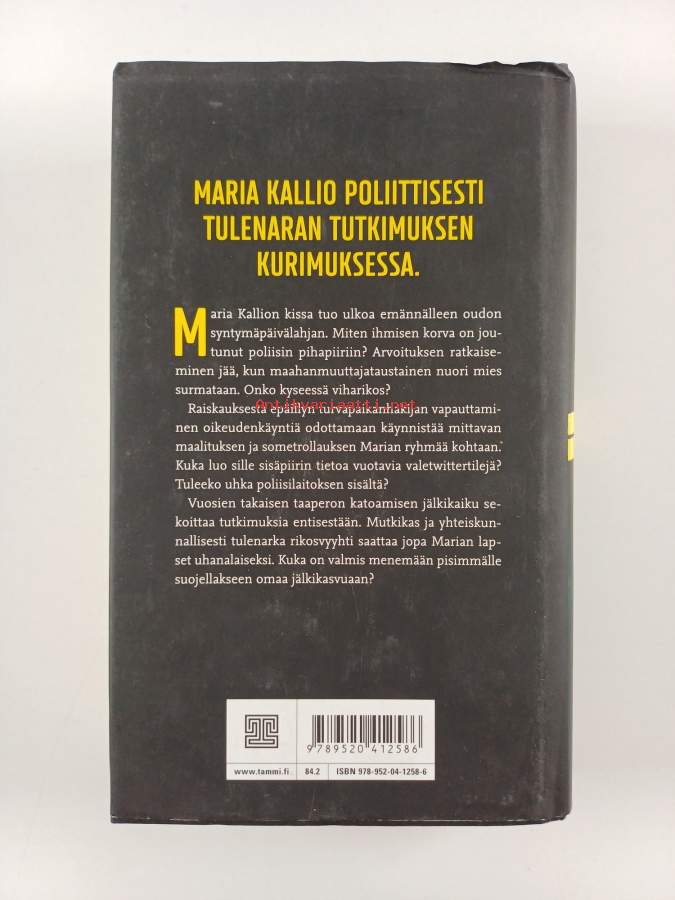 MARIA KALLIO POLIITTISESTI
TULENARAN TUTKIMUKSEN
KURIMUKSESSA.
Maria Kallion kissa tuo ulkoa emännälleen oudon
syntymäpäivälahjan. Miten ihmisen korva on jou-
tunut poliisin pihapiiriin? Arvoituksen ratkaise-
minen jää, kun maahanmuuttajataustainen nuori mies
surmataan. Onko kyseessä viharikos?
Antikvariaatti.net
Raiskauksesta epäillyn turvapaikanhakijan vapauttami-
nen oikeudenkäyntiä odottamaan käynnistää mittavan
maalituksen ja sometrollauksen Marian ryhmää kohtaan.
Kuka luo sille sisäpiirin tietoa vuotavia valetwittertilejä?
Tuleeko uhka poliisilaitoksen sisältä?
Vuosien takaisen taaperon katoamisen jälkikaiku se-
koittaa tutkimuksia entisestään. Mutkikas ja yhteiskun-
nallisesti tulenarka rikosvyyhti saattaa jopa Marian lap-
set uhanalaiseksi. Kuka on valmis menemään pisimmälle
suojellakseen omaa jälkikasvuaan?
9 789520 412586
www.tammi.fi 84.2 ISBN 978-952-04-1258-6